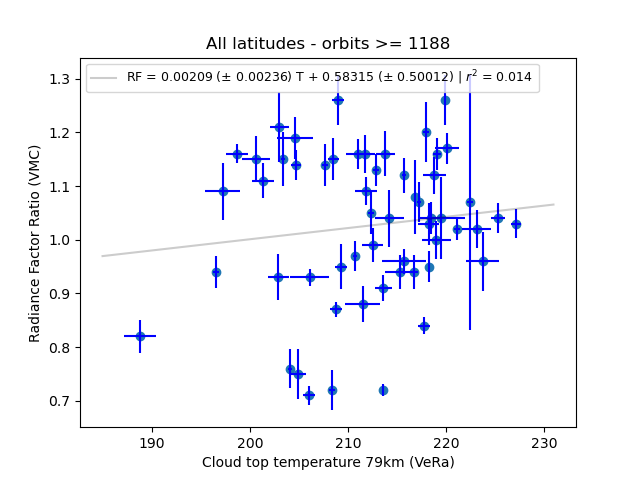 All latitudes - orbits >= 1188
RF = 0.00209 (± 0.00236) T + 0.58315 (± 0.50012) | r² = 0.014
Radiance Factor Ratio (VMC)
1.3
1.2
1.1
1.0
0.9
0.8
0.7
190 200 210 220 230
Cloud top temperature 79km (VeRa)